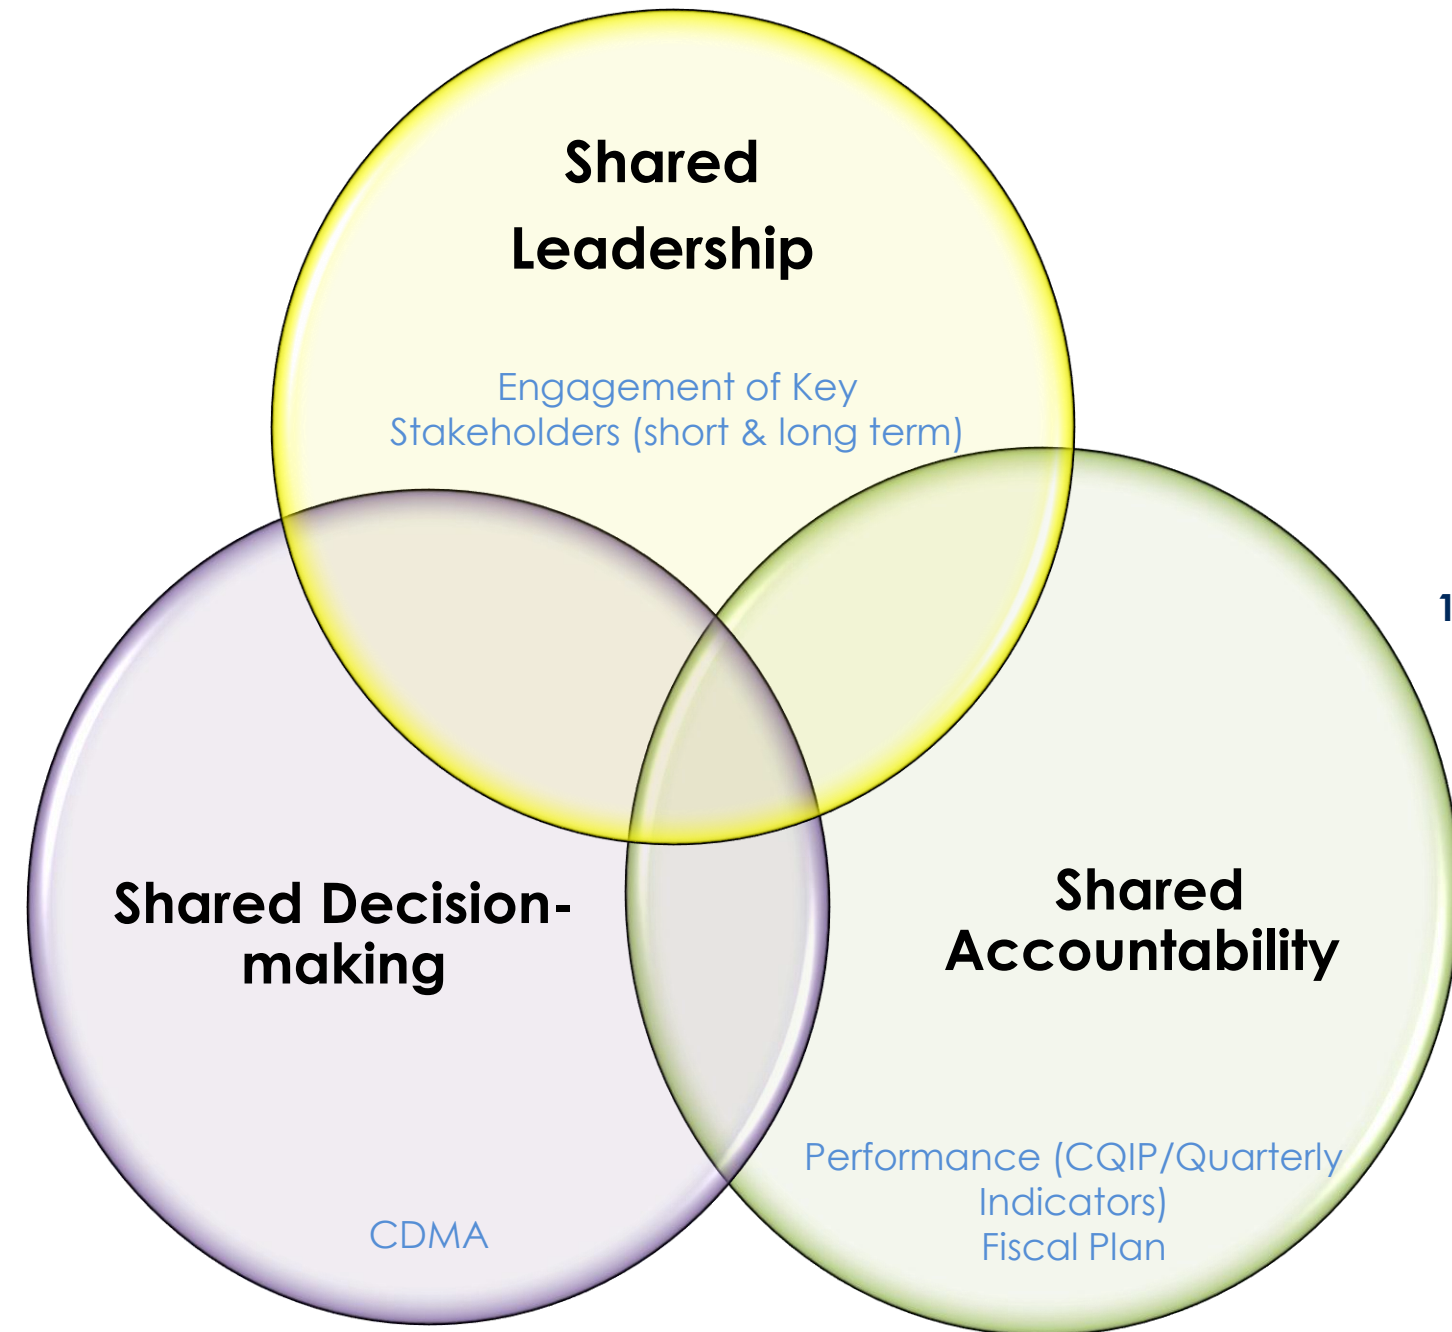 Shared
Leadership
Engagement of Key
Stakeholders (short & long term)
1
Shared Decision-
making
Shared
Accountability
CDMA
Performance (CQIP/Quarterly
Indicators)
Fiscal Plan